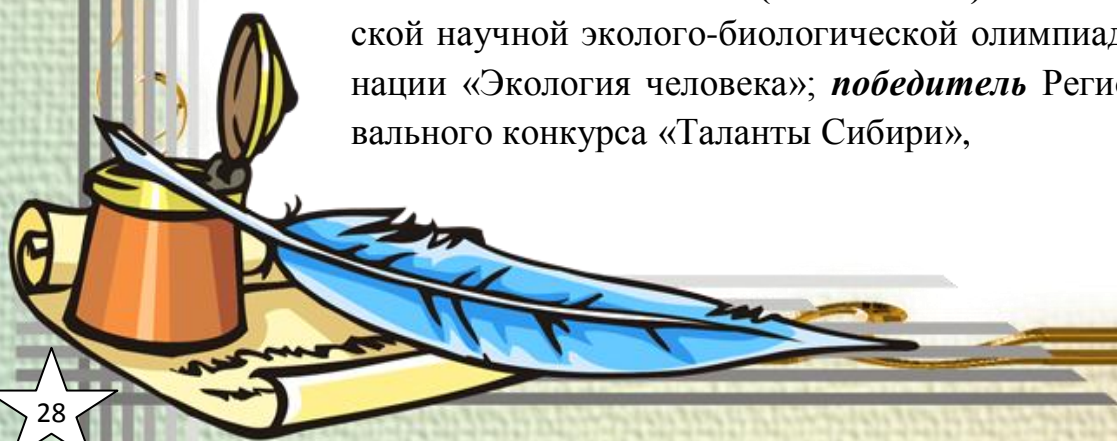 ской научной эколого-биологической олимпиад
нации «Экология человека»; победитель Регио
вального конкурса «Таланты Сибири»,
28